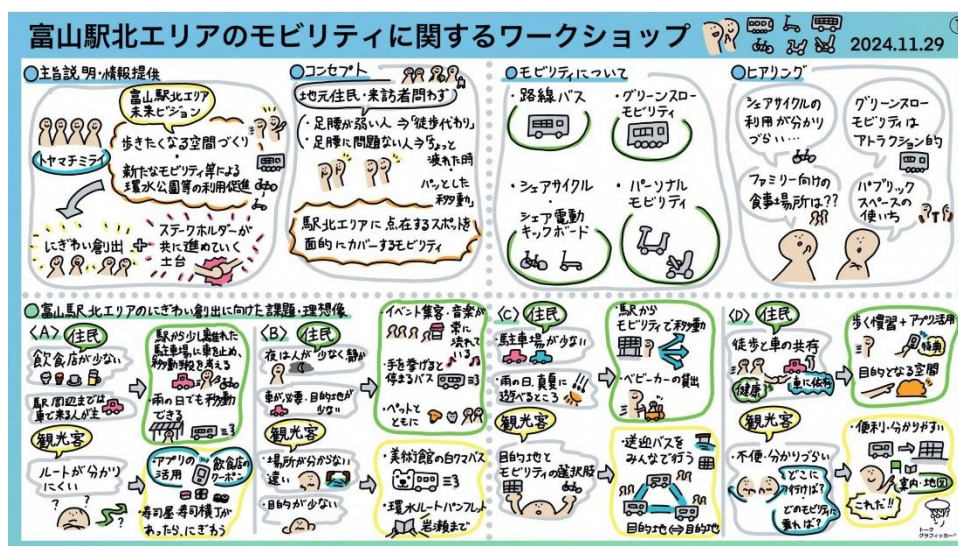 富山駅北エリアのモビリティに関するワークショップ
2024.11.29
主旨説明・情報提供
富山駅北エリア
未来ビジョン
トヤマチミライ
歩きたくなる空間づくり
・
新たなモビリティ等による
環水公園等の利用促進
にぎわい創出
+
ステークホルダーが
共に進めていく
土台
コンセプト
地元住民・来訪者問わず
・足腰が弱い人⇒「徒歩代わり」
・足腰に問題ない人⇒「ちょっと
疲れた時
・
パッとした
移動」
駅北エリアに点在するスポットを
面的にカバーするモビリティ
モビリティについて
・路線バス
・グリーンスロー
モビリティ
・シェアサイクル
・
シェア電動
キックボード
・パーソナル
モビリティ
ヒアリング
シェアサイクルの
利用が分かり
づらい…
グリーンスロー
モビリティは
アトラクション的
ファミリー向けの
食事場所は??
パブリック
スペースの
使いち
富山駅北エリアのにぎわい創出に向けた課題・理想像
<A>
住民
飲食店が少ない
駅周辺までは
車で来る人が主
駅から少し離れた
駐車場に車を止め、
移動手段を考える
・雨の日でも移動
できる
観光客
ルートが分かり
にくい
・アプリの
活用
飲食店の
クーポン
・寿司屋・寿司横丁が
あったら、にぎわう
<B>
住民
夜は人が少なく、静か
車が必要・目的地が
少ない
・イベント集客・音楽が
常に
流れて
いる
・手を挙げると
停まるバス
・ペットと
ともに
観光客
・場所が分からない
遠い
・目的が少ない
・美術館の白クマバス
・環水ルートパンフレット
岩瀬まで
<C>
住民
・駐車場が少ない
・雨の日、真夏に
遊べるところ
・駅から
モビリティで移動
・ベビーカーの貸出
観光客
目的地と
モビリティの選択肢
・送迎バスを
みんなで行う
目的地⇔目的地
<D>
住民
徒歩と車の共存
健康
車に依存
歩く慣習+アプリ活用
特典
目的となる空間
観光客
不便・分かりづらい
どこに
行けば?
どのモビリティに
乗れば?
・便利・分かりやすい
案内・地図
これだ!!
トーク
グラフィッカー